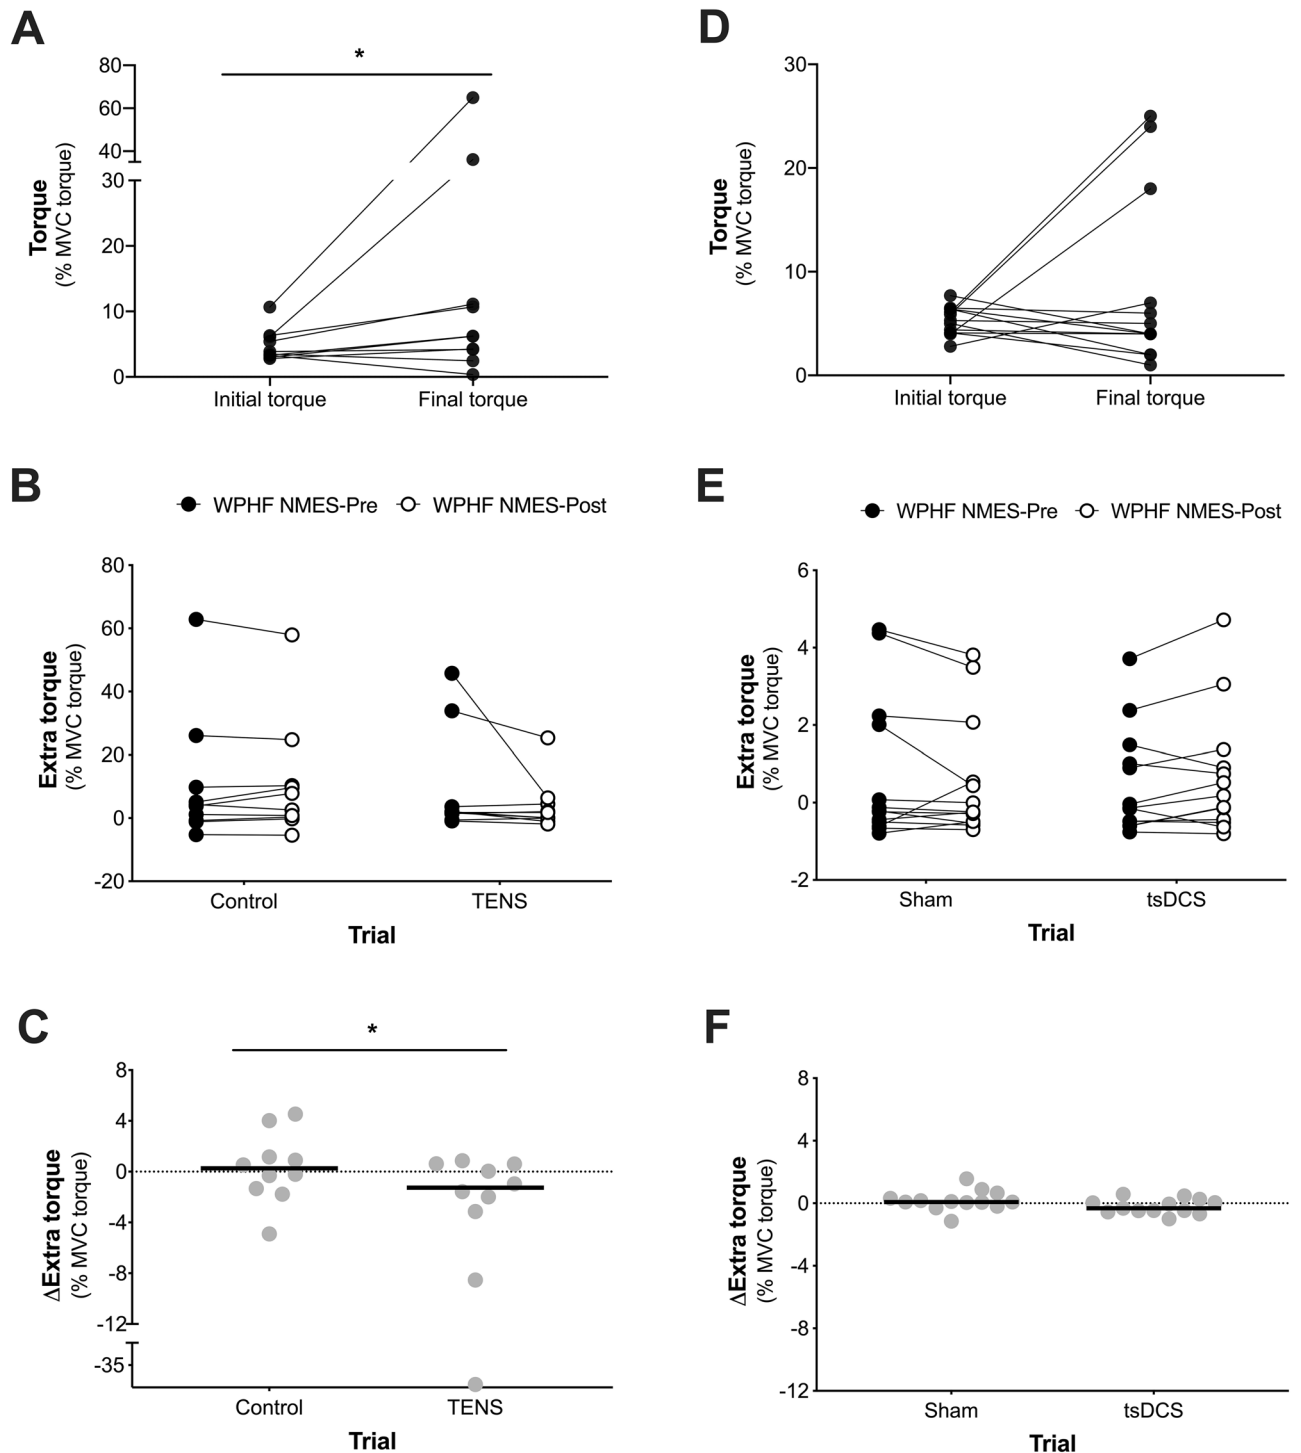 A
*
80
60
40
30
20
10
0
Torque
(% MVC torque)
Initial torque
Final torque
D
30
20
10
0
Torque
(% MVC torque)
Initial torque
Final torque
B
WPHF NMES-Pre
WPHF NMES-Post
80
60
40
20
0
-20
Extra torque
(% MVC torque)
Control
TENS
Trial
E
WPHF NMES-Pre
WPHF NMES-Post
6
4
2
0
-2
Extra torque
(% MVC torque)
Sham
tsDCS
Trial
C
*
8
4
0
-4
-8
-12
-35
ΔExtra torque
(% MVC torque)
Control
TENS
Trial
F
8
4
0
-4
-8
-12
ΔExtra torque
(% MVC torque)
Sham
tsDCS
Trial